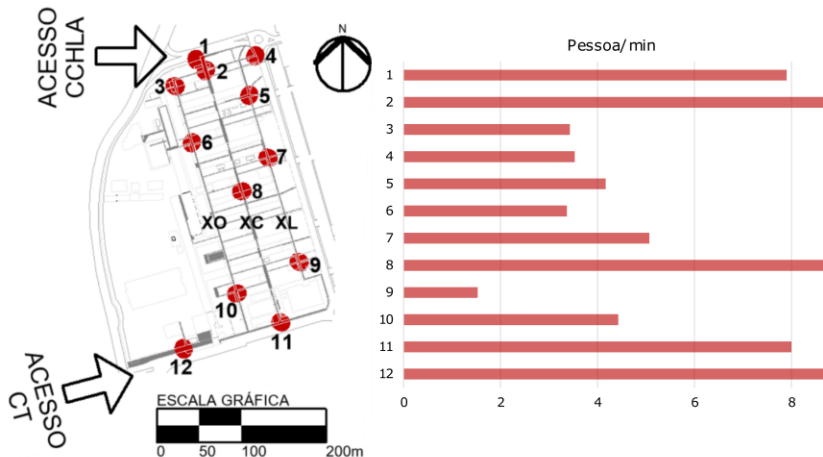 ACESSO
CCHLA
1
2
3
4
5
6
7
8
XO XC XL
9
10
11
12
N
ACESSO
CT
ESCALA GRÁFICA
0 50 100 200m
Pessoa/min
1
2
3
4
5
6
7
8
9
10
11
12
0 2 4 6 8